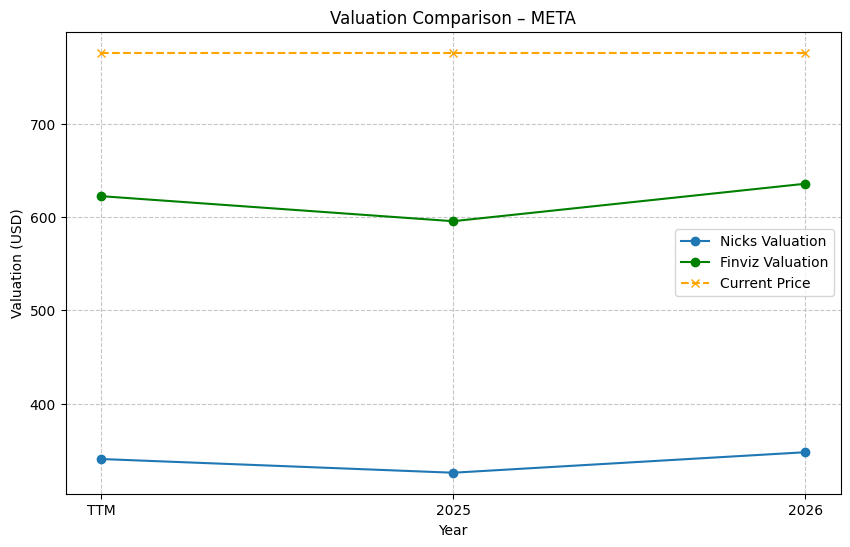 Valuation Comparison – META
Valuation (USD)
700
600
500
400
Nicks Valuation
Finviz Valuation
Current Price
TTM
2025
2026
Year